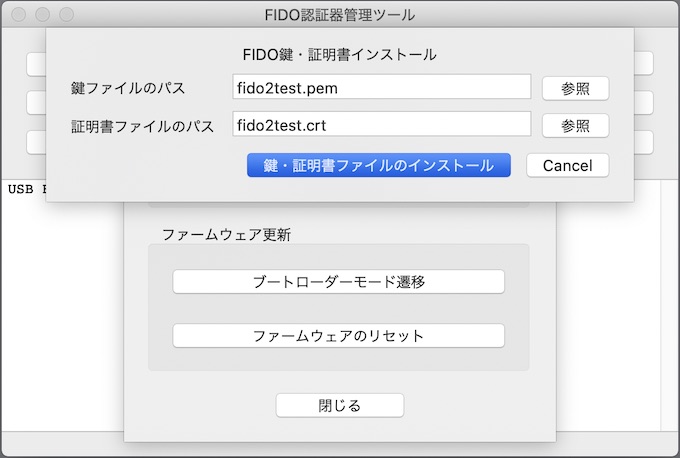 FIDO認証器管理ツール
FIDO鍵・証明書インストール
鍵ファイルのパス fido2test.pem 参照
証明書ファイルのパス fido2test.crt 参照
鍵・証明書ファイルのインストール Cancel
USB
ファームウェア更新
ブートローダーモード遷移
ファームウェアのリセット
閉じる